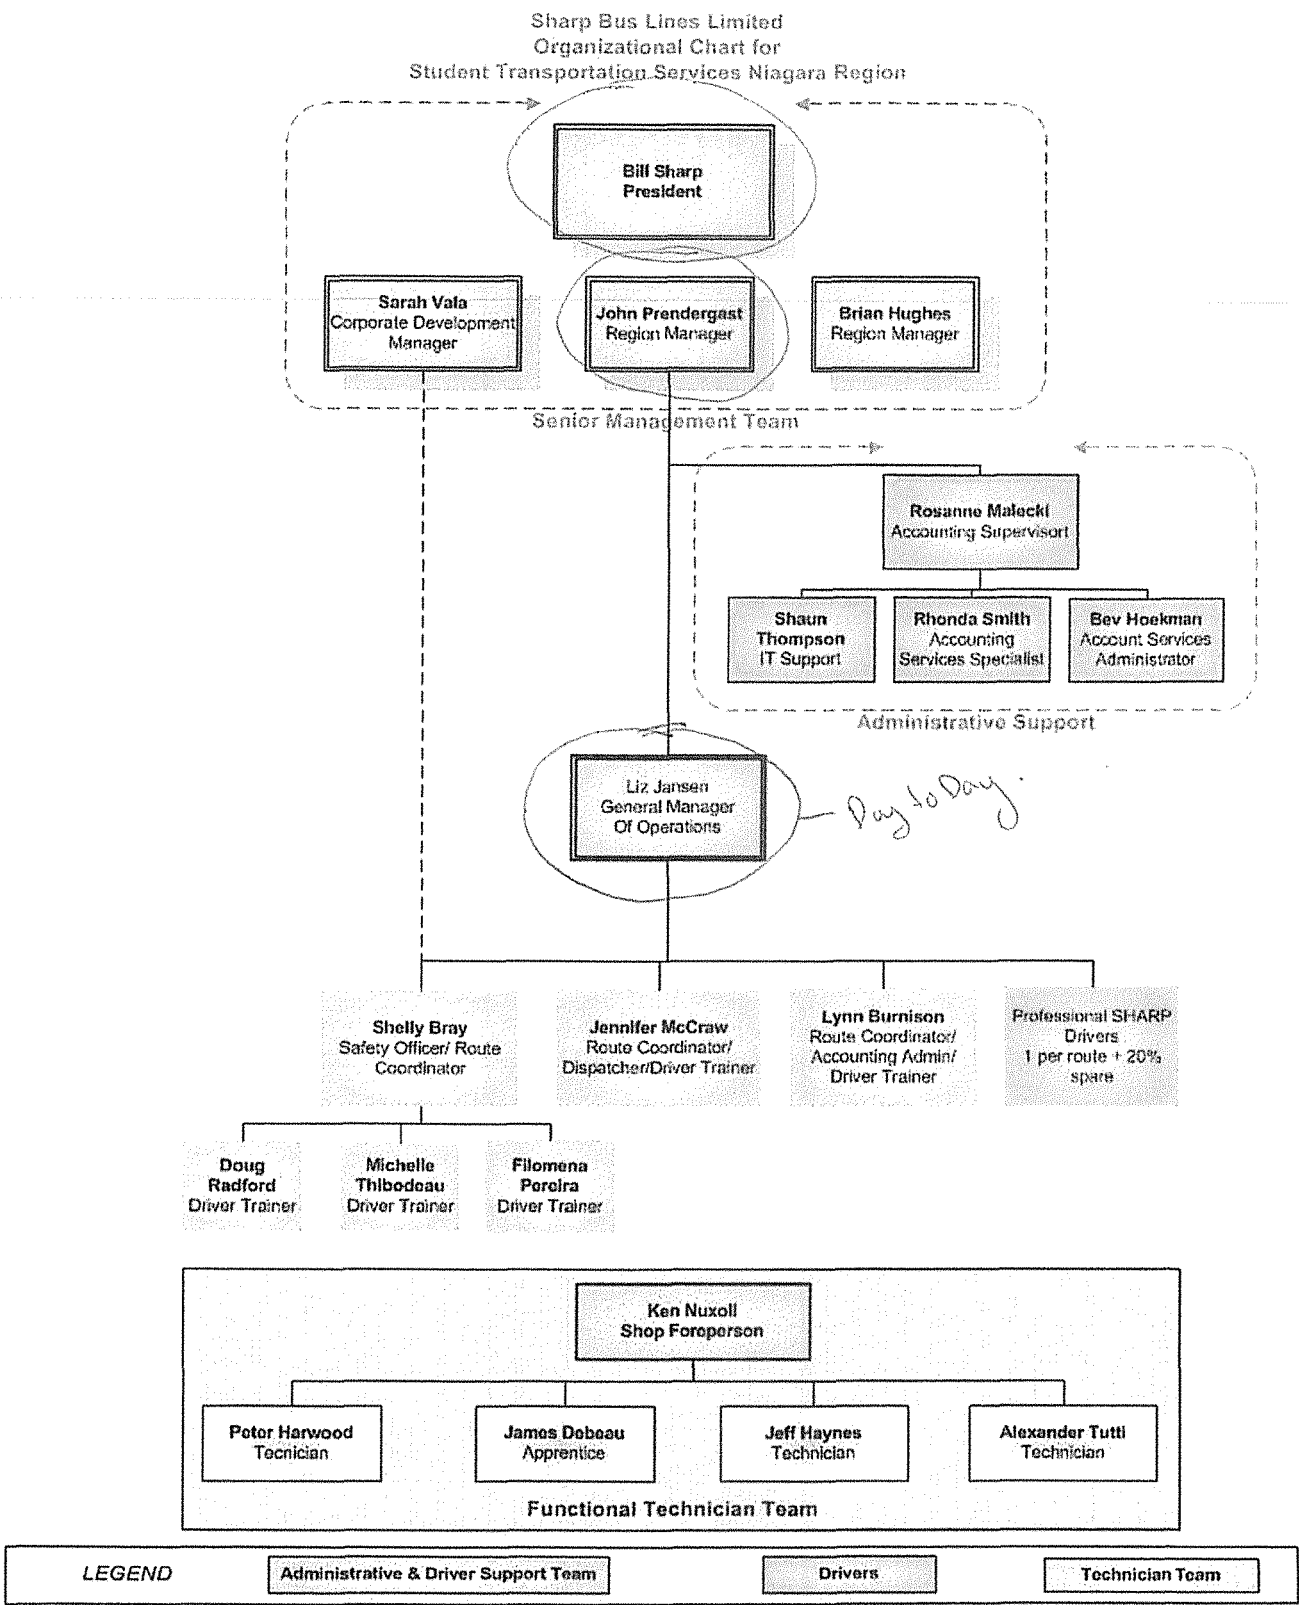 Sharp Bus Lines Limited
Organizational Chart for
Student Transportation Services Niagara Region
Bill Sharp
President
Sarah Vala
Corporate Development
Manager
John Prendergast
Region Manager
Brian Hughes
Region Manager
Senior Management Team
Rosanne Malecki
Accounting Supervisort
Shaun
Thompson
IT Support
Rhonda Smith
Accounting
Services Specialist
Bev Hoekman
Account Services
Administrator
Administrative Support
Liz Jansen
General Manager
Of Operations
Day to Day.
Shelly Bray
Safety Officer/ Route
Coordinator
Jennifer McCraw
Route Coordinator/
Dispatcher/Driver Trainer
Lynn Burnison
Route Coordinator/
Accounting Admin/
Driver Trainer
Professional SHARP
Drivers
1 per route + 20%
spare
Doug
Radford
Driver Trainer
Michelle
Thibodeau
Driver Trainer
Filomena
Pereira
Driver Trainer
Ken Nuxoll
Shop Foreperson
Peter Harwood
Tecnician
James Debeau
Apprentice
Jeff Haynes
Technician
Alexander Tutti
Technician
Functional Technician Team
LEGEND
Administrative & Driver Support Team
Drivers
Technician Team